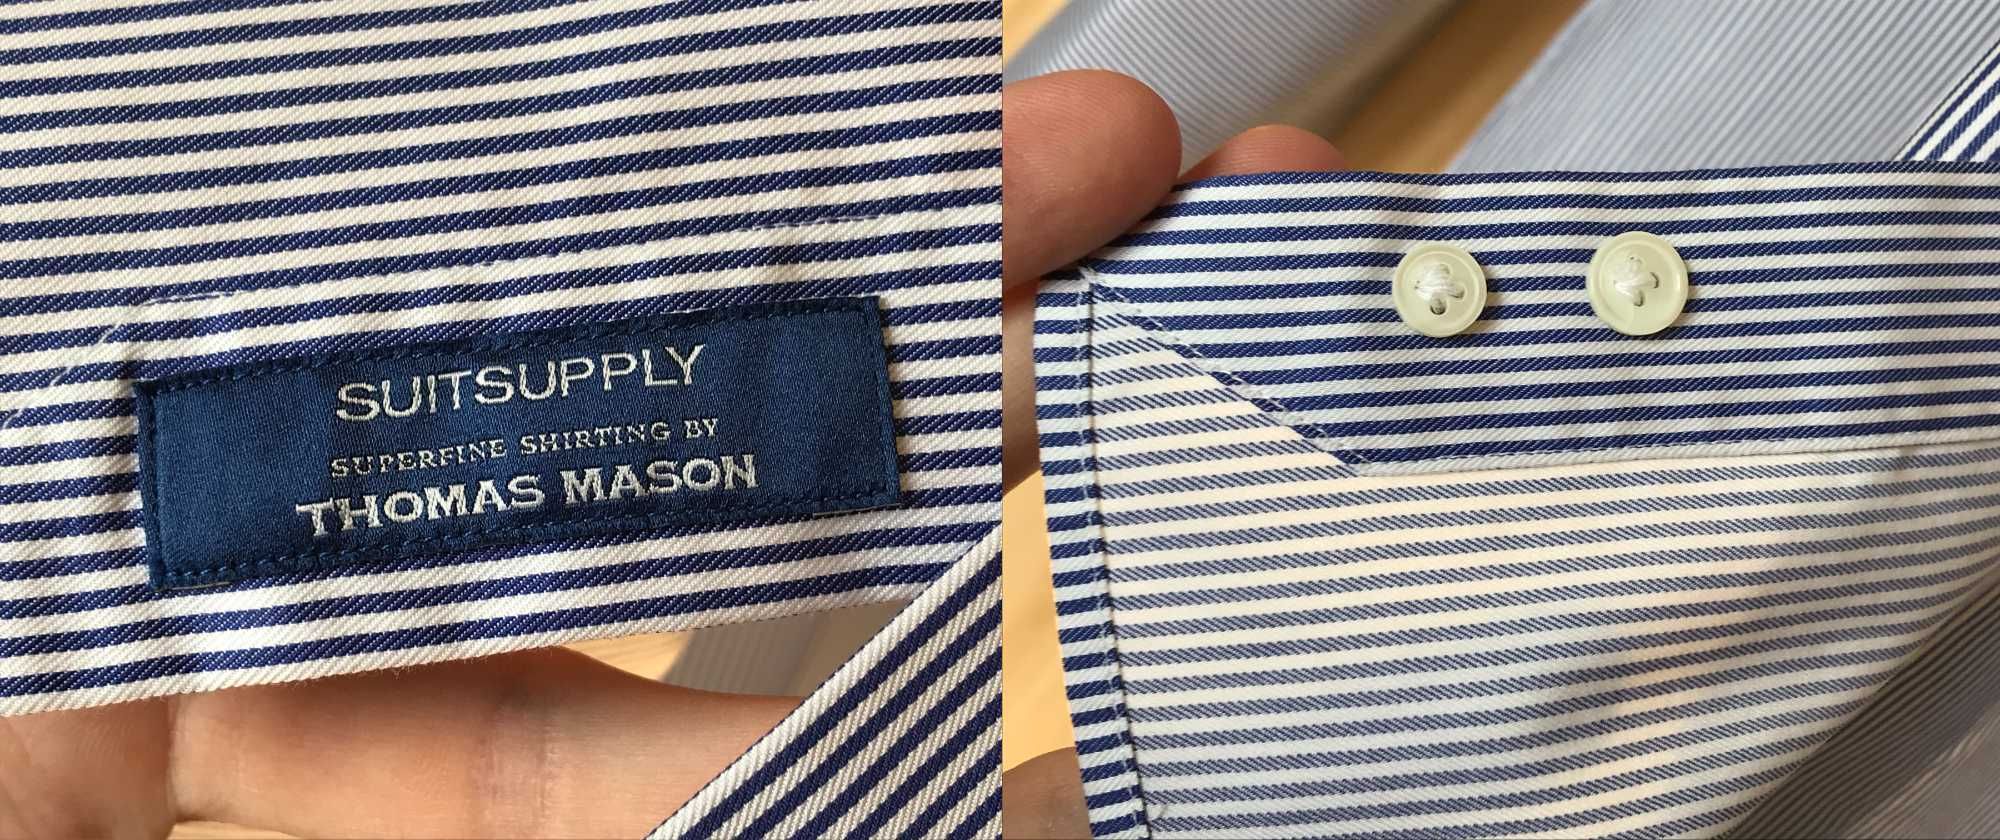 SUITSUPPLY
SUPERFINE SHIRTING BY
THOMAS MASON